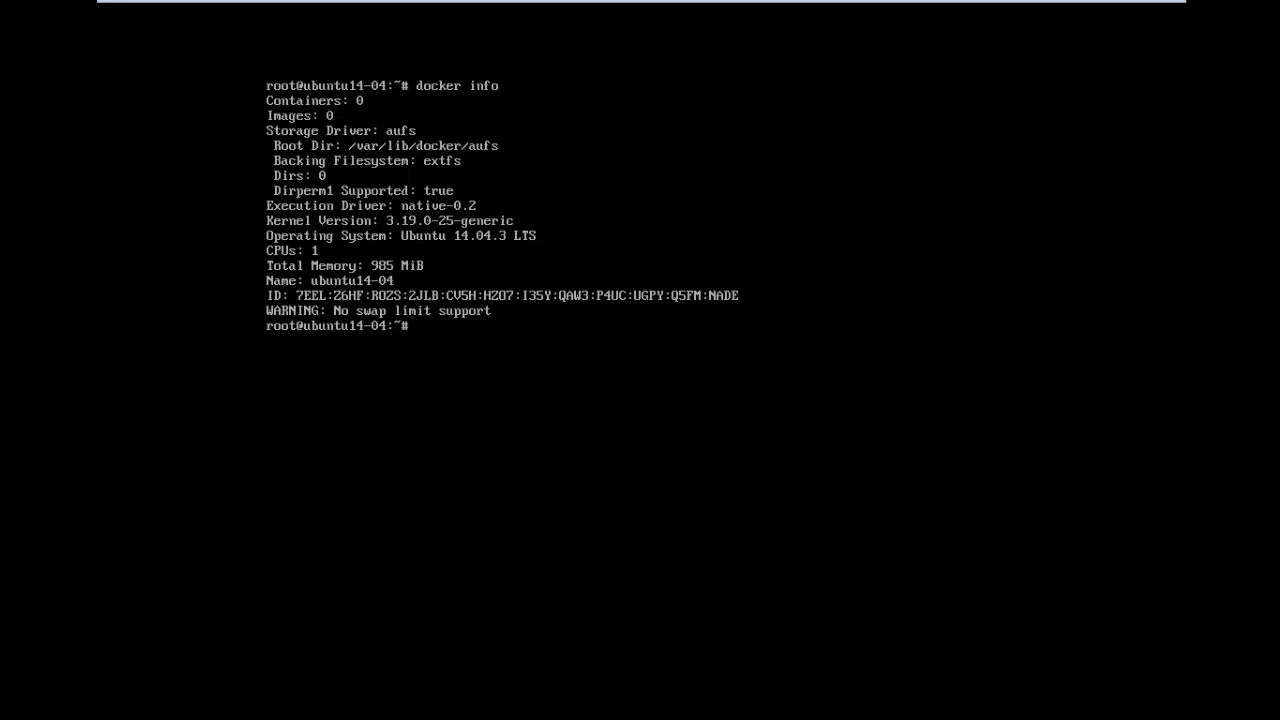 root@ubuntu14-04:~# docker info
Containers: 0
Images: 0
Storage Driver: aufs
 Root Dir: /var/lib/docker/aufs
 Backing Filesystem: extfs
 Dirs: 0
 Dirperm1 Supported: true
Execution Driver: native-0.2
Kernel Version: 3.19.0-25-generic
Operating System: Ubuntu 14.04.3 LTS
CPUs: 1
Total Memory: 985 MiB
Name: ubuntu14-04
ID: 7EEL:Z6HF:ROZS:2JLB:CV5H:HZO7:I35Y:QAW3:P4UC:UGPY:Q5FM:NADE
WARNING: No swap limit support
root@ubuntu14-04:~#